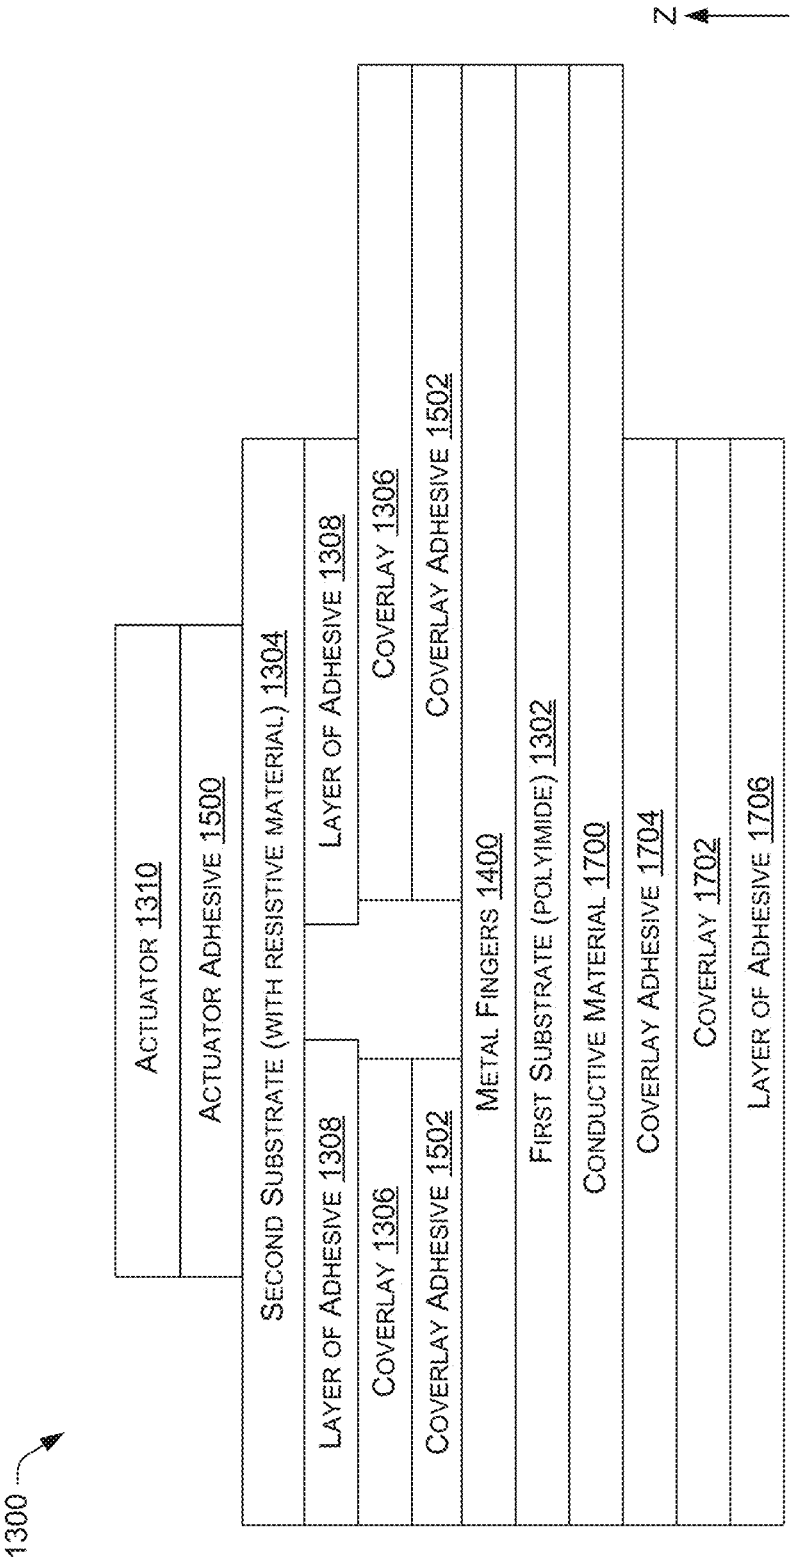 1300
Z
ACTUATOR 1310
ACTUATOR ADHESIVE 1500
SECOND SUBSTRATE (WITH RESISTIVE MATERIAL) 1304
LAYER OF ADHESIVE 1308
LAYER OF ADHESIVE 1308
COVERLAY 1306
COVERLAY 1306
COVERLAY ADHESIVE 1502
COVERLAY ADHESIVE 1502
METAL FINGERS 1400
FIRST SUBSTRATE (POLYIMIDE) 1302
CONDUCTIVE MATERIAL 1700
COVERLAY ADHESIVE 1704
COVERLAY 1702
LAYER OF ADHESIVE 1706